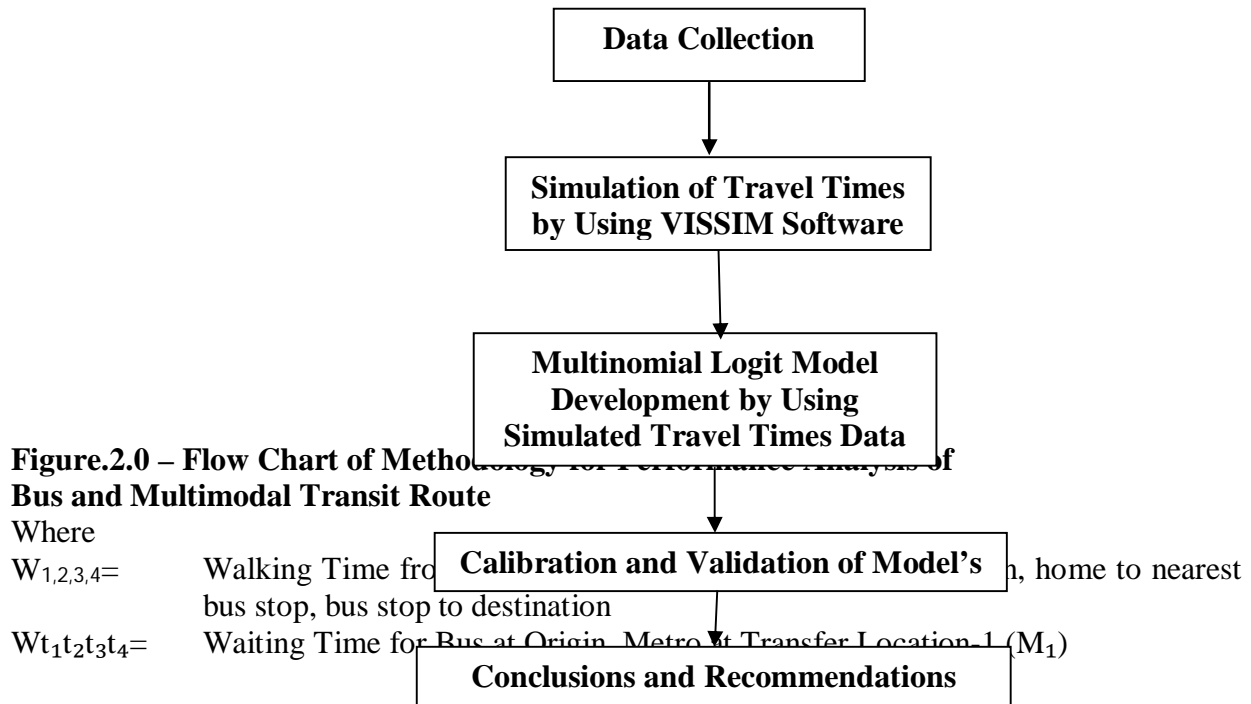 Data Collection
Simulation of Travel Times
by Using VISSIM Software
Multinomial Logit Model
Development by Using
Simulated Travel Times Data
Figure.2.0 – Flow Chart of Methodology for Performance Analysis of
Bus and Multimodal Transit Route
Where
W₁,₂,₃,₄= Walking Time
Calibration and Validation of Model's
home to nearest
bus stop, bus stop to destination
Wt₁t₂t₃t₄= Waiting Time for Bus at Origin, Metro at Transfer Location-1 (M₁)
Conclusions and Recommendations